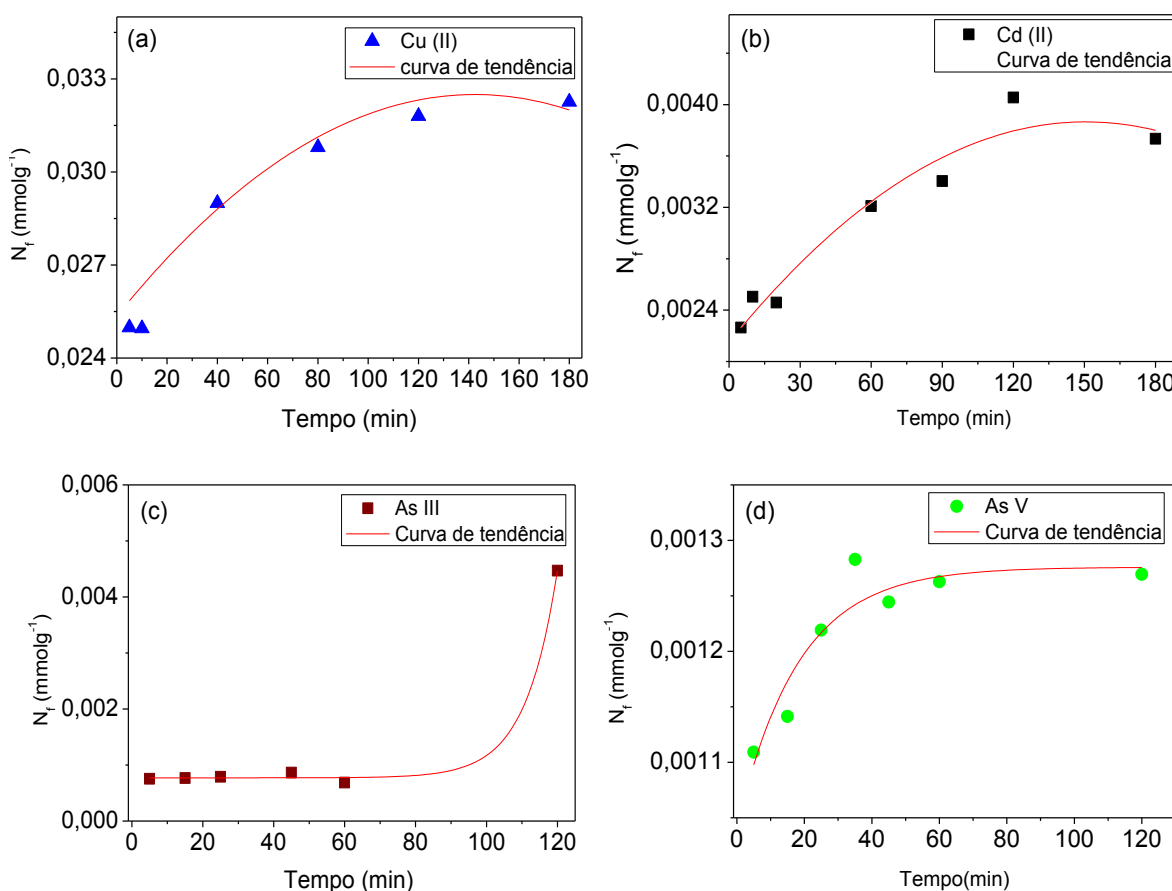 (a)
Cu (II)
curva de tendência
0,033
0,030
0,027
0,024
N_f (mmolg⁻¹)
0 20 40 60 80 100 120 140 160 180
Tempo (min)
(b)
Cd (II)
Curva de tendência
0,0040
0,0032
0,0024
N_f (mmolg⁻¹)
0 30 60 90 120 150 180
Tempo (min)
(c)
As III
Curva de tendência
0,006
0,004
0,002
0,000
N_f (mmolg⁻¹)
0 20 40 60 80 100 120
Tempo (min)
(d)
As V
Curva de tendência
0,0013
0,0012
0,0011
N_f (mmolg⁻¹)
0 20 40 60 80 100 120
Tempo(min)